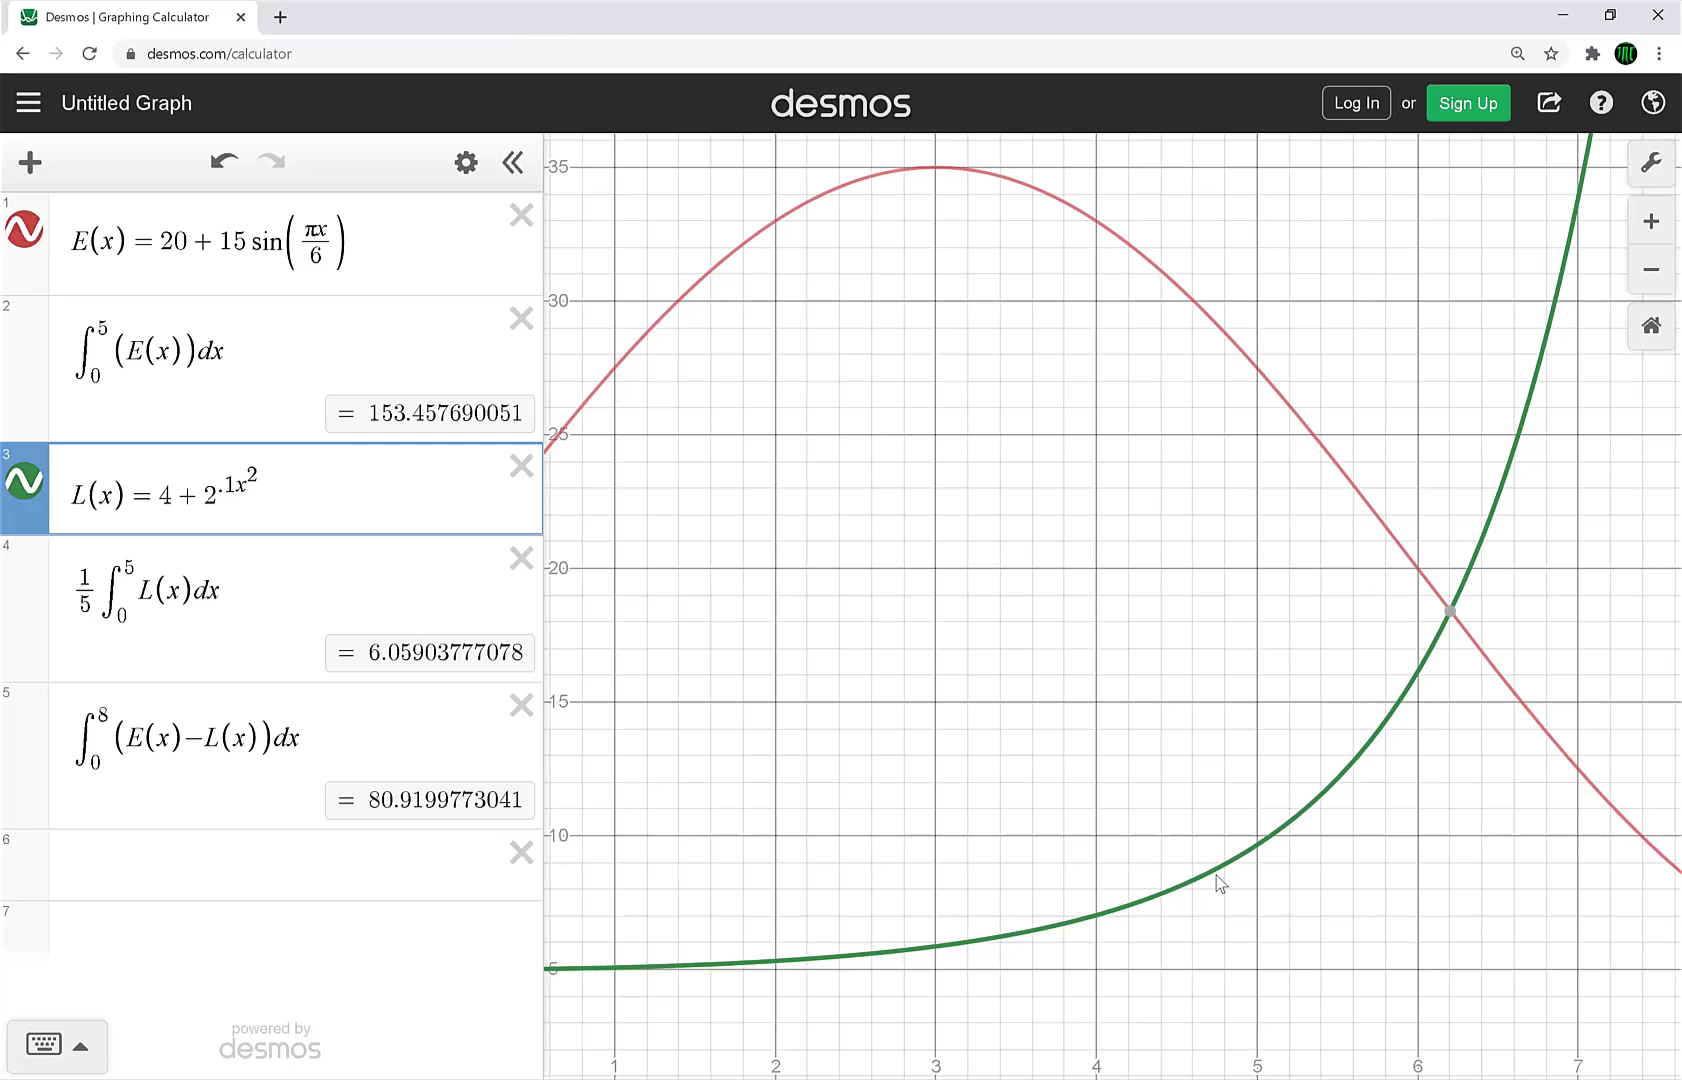 Desmos | Graphing Calculator
desmos.com/calculator
Untitled Graph
desmos
Log In or Sign Up
1
E(x) = 20 + 15 sin(πx/6)
2
∫₀⁵ (E(x))dx
= 153.457690051
3
L(x) = 4 + 2^.1x²
4
1/5 ∫₀⁵ L(x)dx
= 6.05903777078
5
∫₀⁸ (E(x)−L(x))dx
= 80.9199773041
6
7
powered by
desmos
35
30
25
20
15
10
5
1 2 3 4 5 6 7